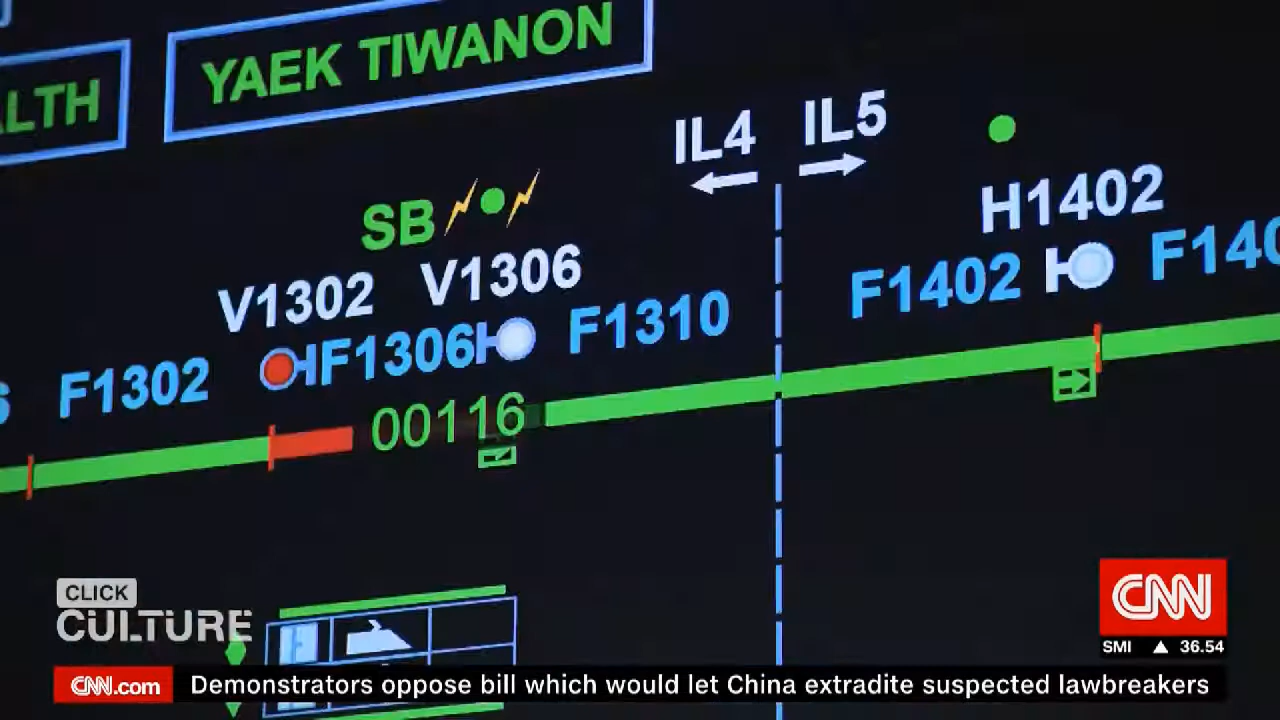 YAEK TIWANON
LTH
IL4 IL5
SB
H1402
V1302 V1306
F1402
F1302 F1306 F1310
00116
CLICK
CULTURE
CNN
SMI ▲ 36.54
CNN.com Demonstrators oppose bill which would let China extradite suspected lawbreakers